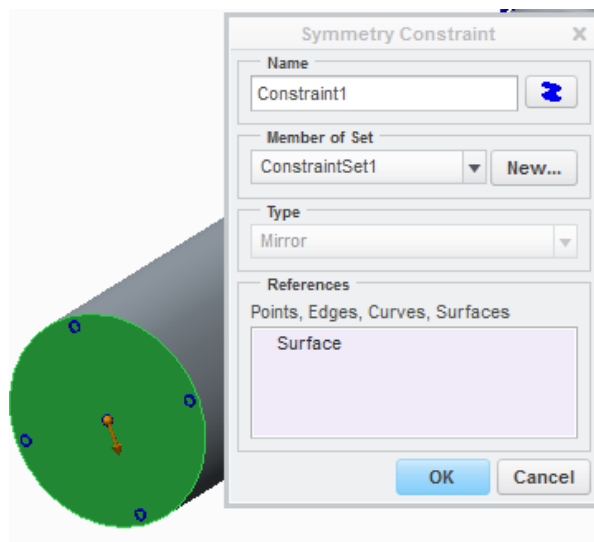 Symmetry Constraint
Name
Constraint1
Member of Set
ConstraintSet1
New...
Type
Mirror
References
Points, Edges, Curves, Surfaces
Surface
OK Cancel